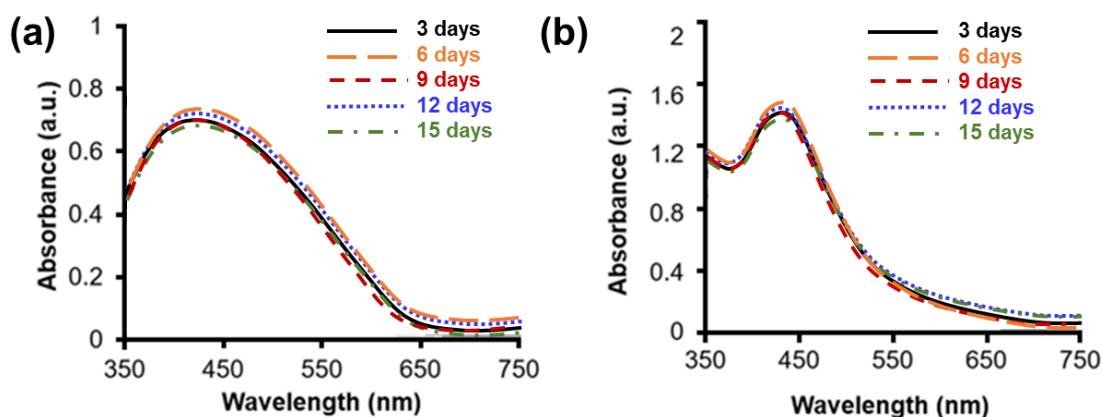 (a)
3 days
6 days
9 days
12 days
15 days
Absorbance (a.u.)
1
0.8
0.6
0.4
0.2
0
350 450 550 650 750
Wavelength (nm)
(b)
3 days
6 days
9 days
12 days
15 days
Absorbance (a.u.)
2
1.6
1.2
0.8
0.4
0
350 450 550 650 750
Wavelength (nm)